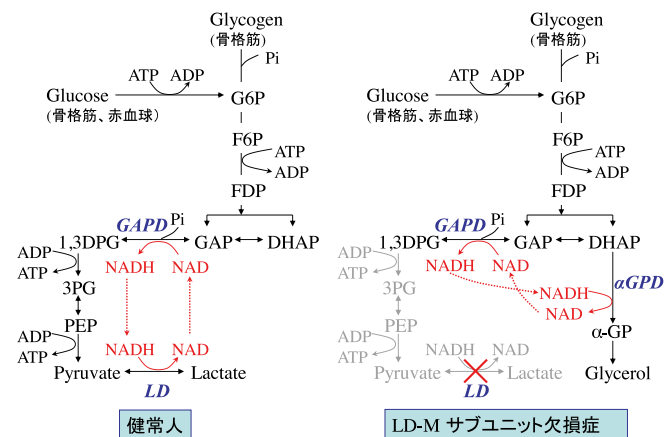 Glycogen
(骨格筋)
Pi
ATP ADP
Glucose
(骨格筋、赤血球)
G6P
F6P
ATP
ADP
FDP
GAPD
Pi
1,3DPG
GAP
DHAP
ADP
ATP
NADH
NAD
3PG
PEP
ADP
ATP
NADH
NAD
Pyruvate
Lactate
LD
健常人
Glycogen
(骨格筋)
Pi
ATP ADP
Glucose
(骨格筋、赤血球)
G6P
F6P
ATP
ADP
FDP
GAPD
Pi
1,3DPG
GAP
DHAP
ADP
ATP
NADH
NAD
αGPD
NADH
NAD
3PG
PEP
α-GP
ADP
ATP
NADH
NAD
Pyruvate
Lactate
Glycerol
LD
LD-M サブユニット欠損症